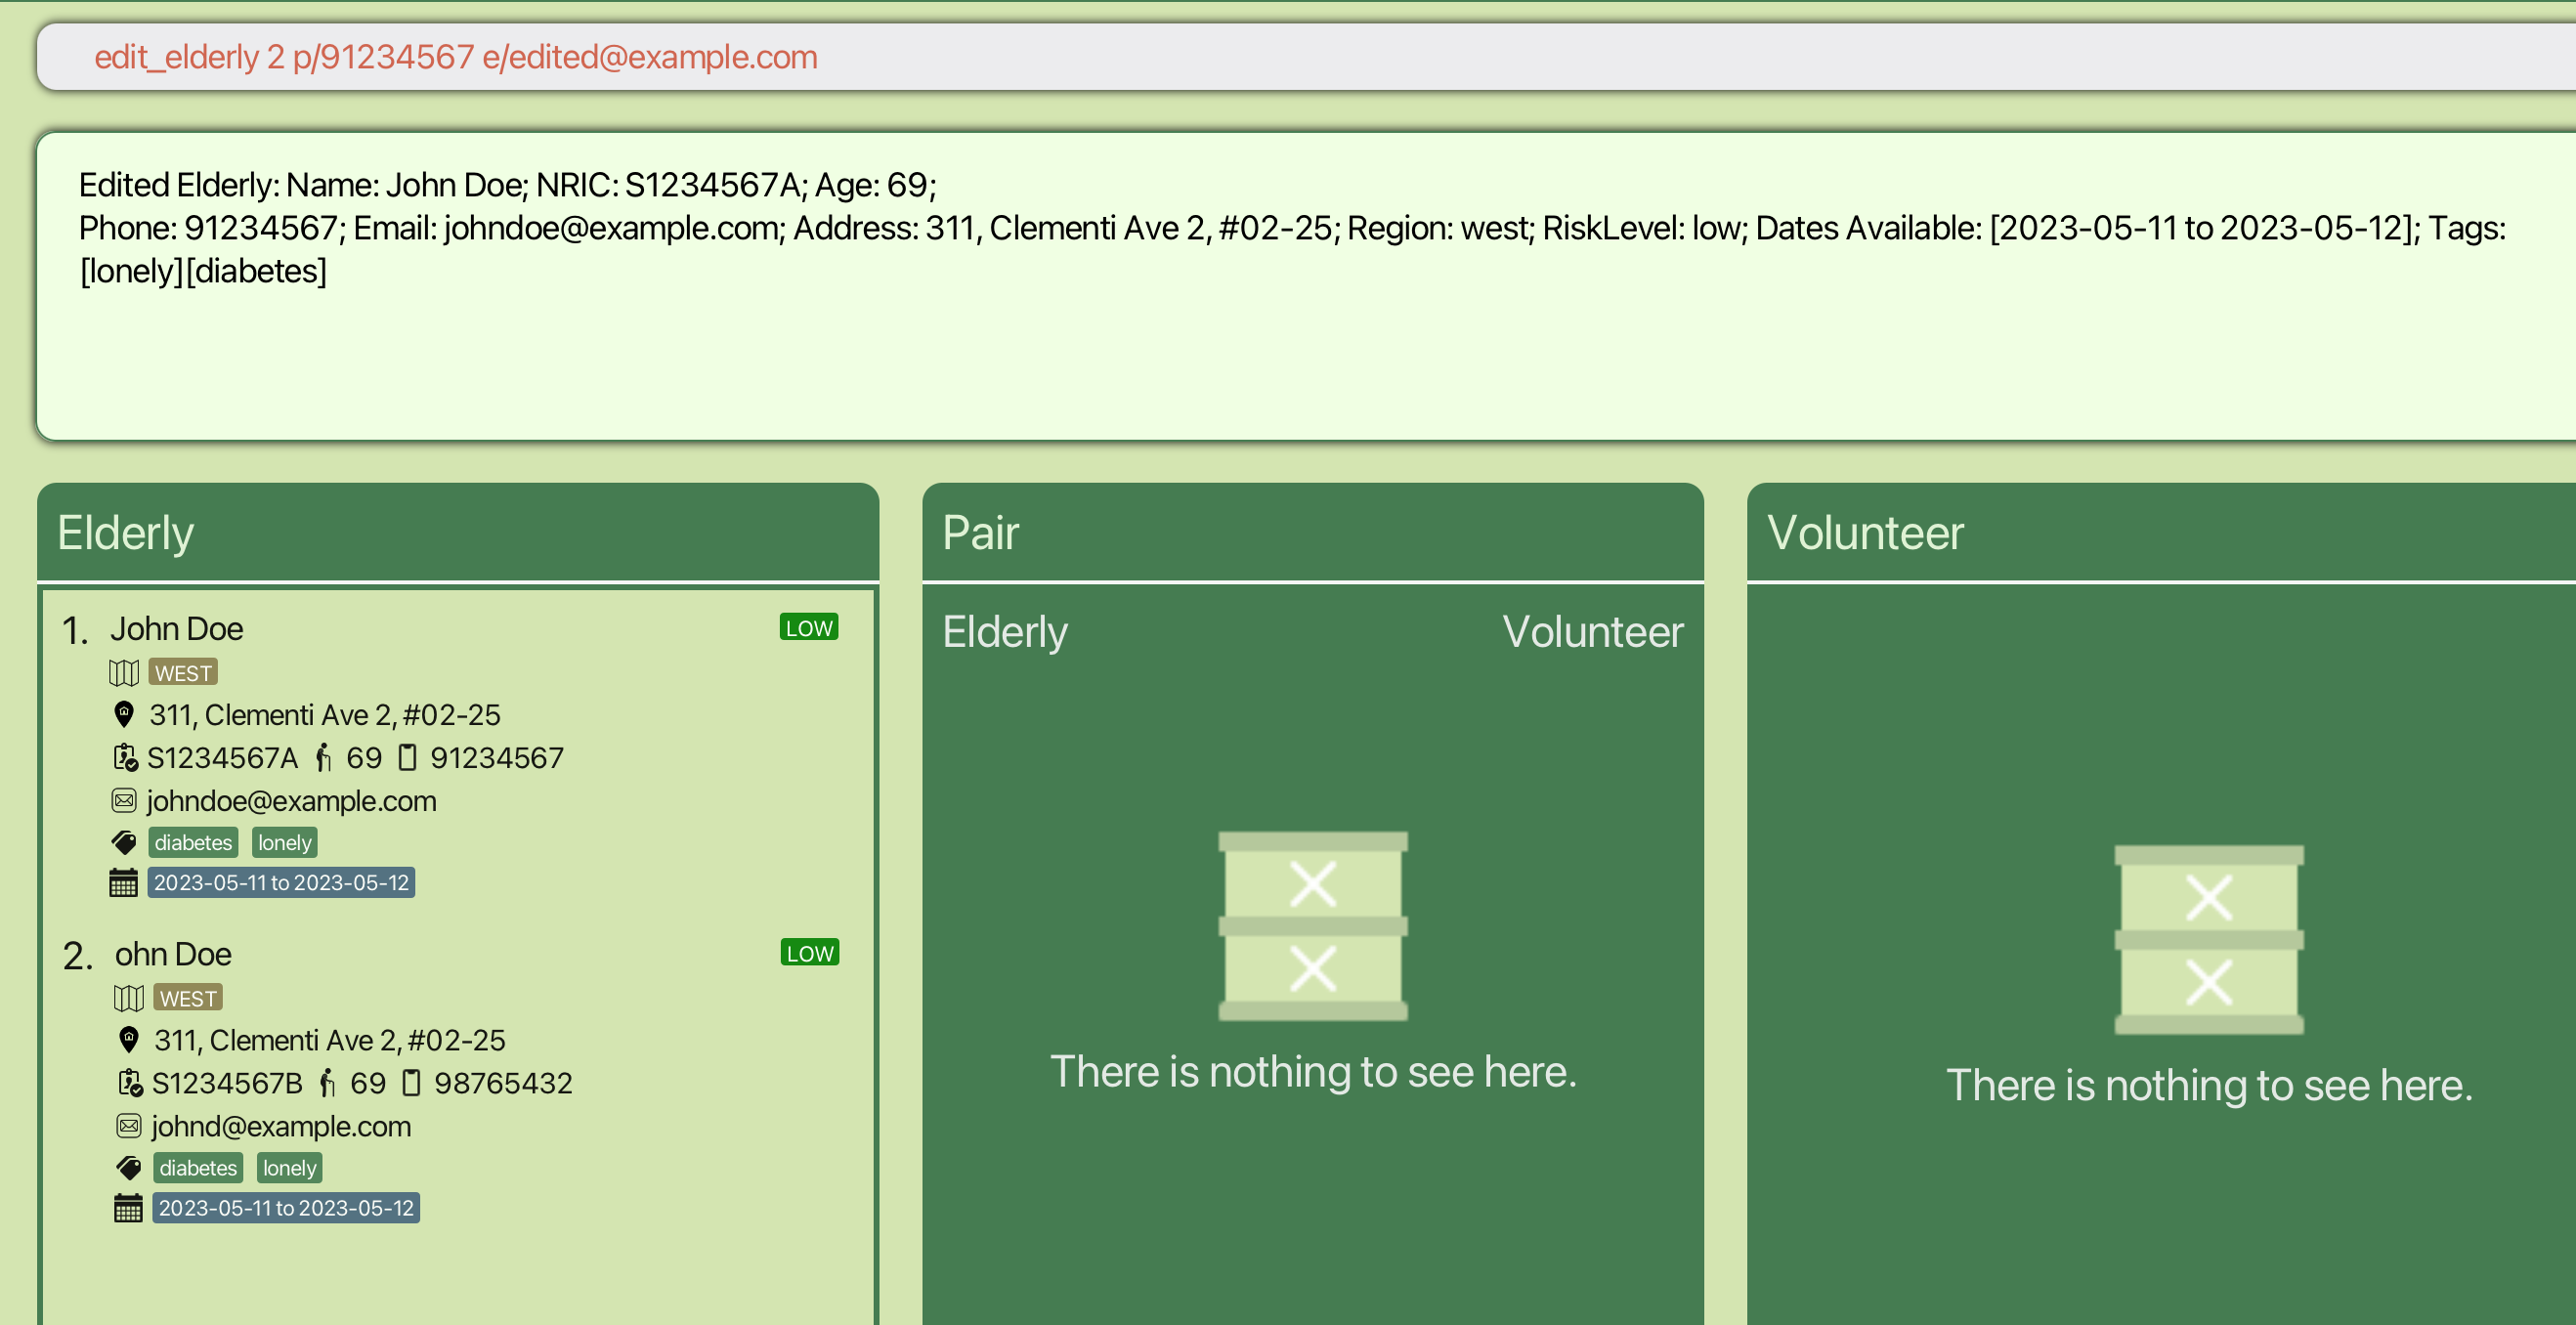 edit_elderly 2 p/91234567 e/edited@example.com
Edited Elderly: Name: John Doe; NRIC: S1234567A; Age: 69;
Phone: 91234567; Email: johndoe@example.com; Address: 311, Clementi Ave 2, #02-25; Region: west; RiskLevel: low; Dates Available: [2023-05-11 to 2023-05-12]; Tags:
[lonely][diabetes]
Elderly
1. John Doe LOW
WEST
311, Clementi Ave 2, #02-25
S1234567A 69 91234567
johndoe@example.com
diabetes lonely
2023-05-11 to 2023-05-12
2. ohn Doe LOW
WEST
311, Clementi Ave 2, #02-25
S1234567B 69 98765432
johnd@example.com
diabetes lonely
2023-05-11 to 2023-05-12
Pair
Elderly Volunteer
There is nothing to see here.
Volunteer
There is nothing to see here.